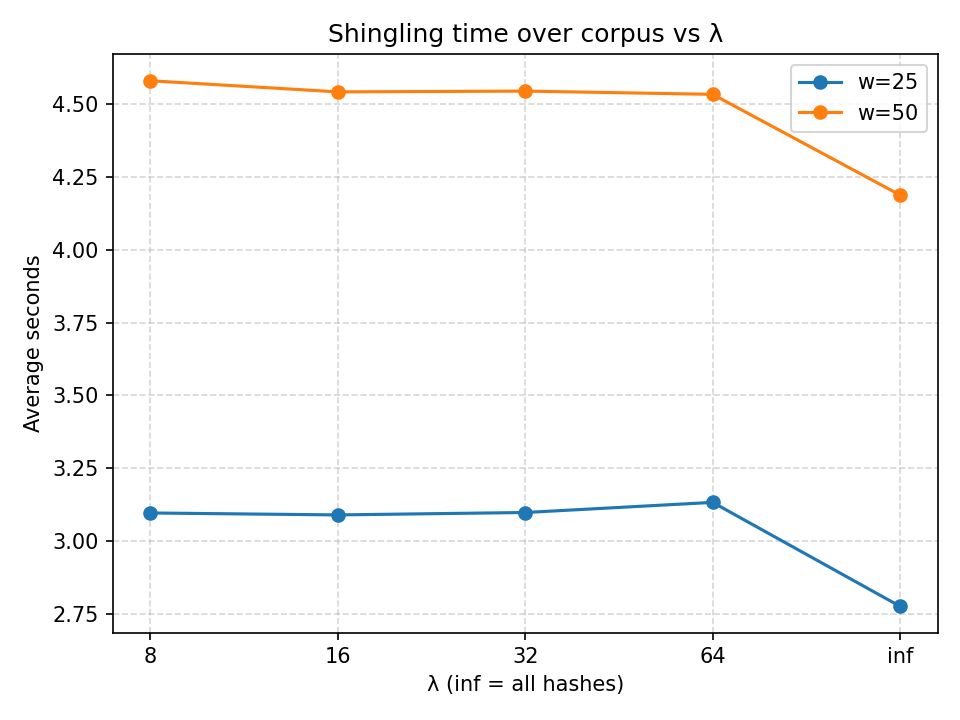 Shingling time over corpus vs λ
w=25
w=50
Average seconds
4.50
4.25
4.00
3.75
3.50
3.25
3.00
2.75
8 16 32 64 inf
λ (inf = all hashes)